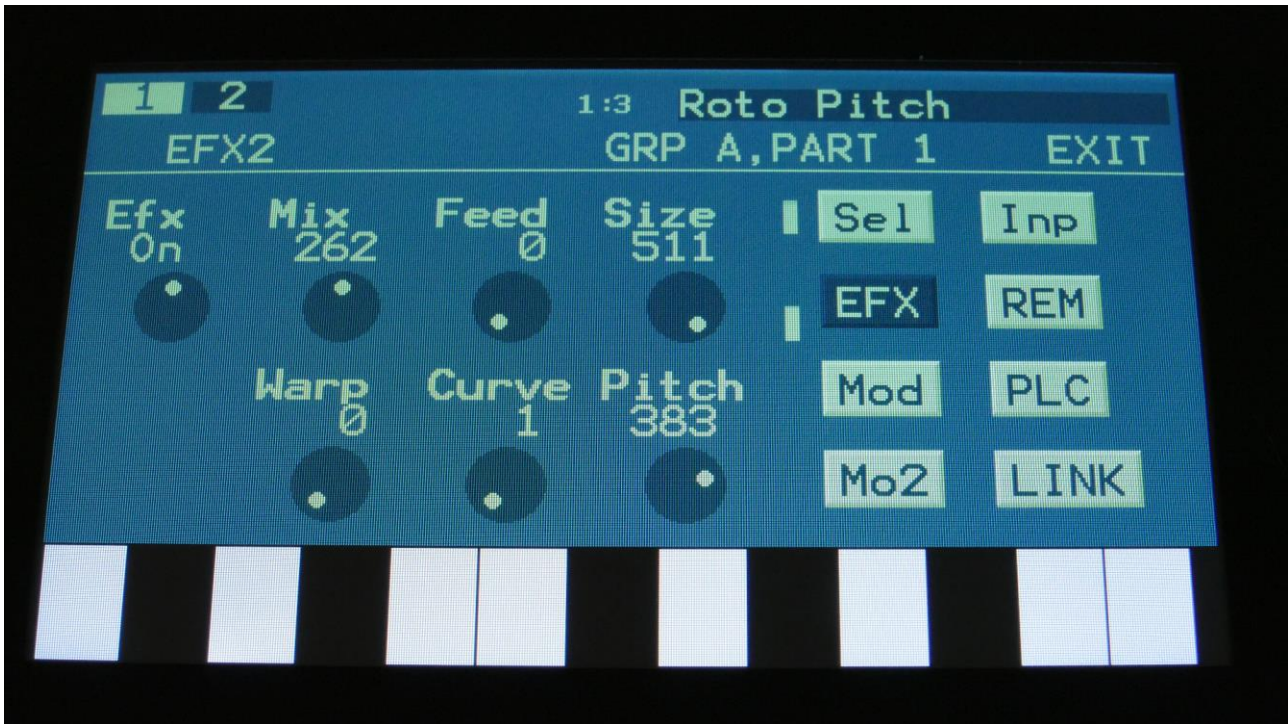 1 2 1:3 Roto Pitch
EFX2 GRP A,PART 1 EXIT
Efx Mix Feed Size Sel Inp
On 262 0 511
EFX REM
Warp Curve Pitch Mod PLC
0 1 383
Mo2 LINK